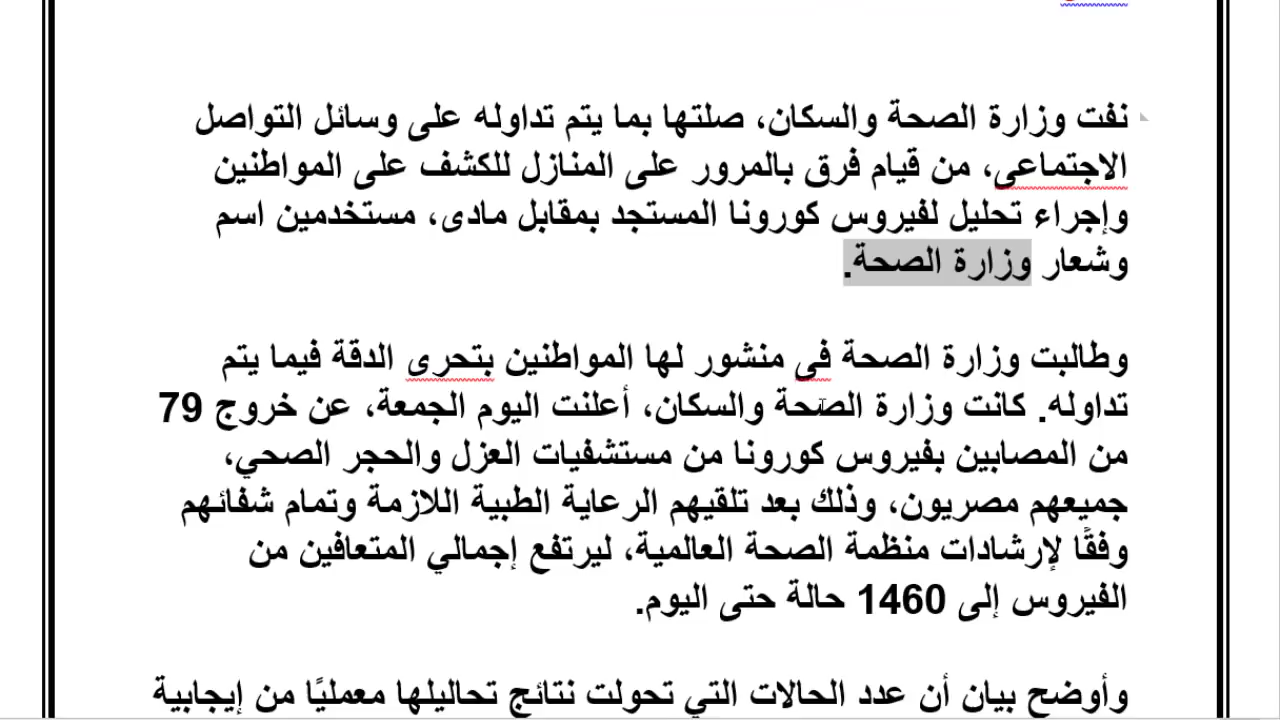 نفت وزارة الصحة والسكان، صلتها بما يتم تداوله على وسائل التواصل
الاجتماعى، من قيام فرق بالمرور على المنازل للكشف على المواطنين
وإجراء تحليل لفيروس كورونا المستجد بمقابل مادى، مستخدمين اسم
وشعار وزارة الصحة.
وطالبت وزارة الصحة فى منشور لها المواطنين بتحرى الدقة فيما يتم
تداوله. كانت وزارة الصحة والسكان، أعلنت اليوم الجمعة، عن خروج 79
من المصابين بفيروس كورونا من مستشفيات العزل والحجر الصحي،
جميعهم مصريون، وذلك بعد تلقيهم الرعاية الطبية اللازمة وتمام شفائهم
وفقًا لإرشادات منظمة الصحة العالمية، ليرتفع إجمالي المتعافين من
الفيروس إلى 1460 حالة حتى اليوم.
وأوضح بيان أن عدد الحالات التي تحولت نتائج تحاليلها معمليًا من إيجابية